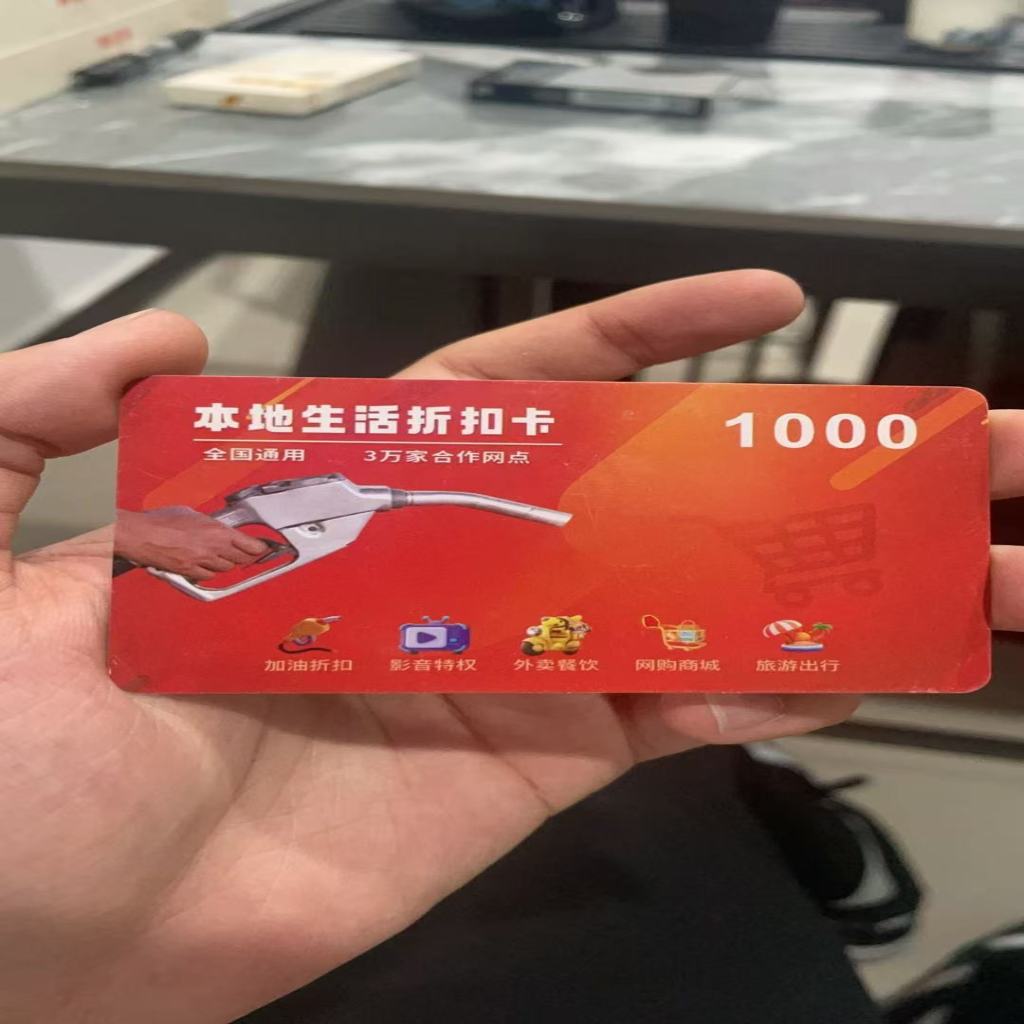 本地生活折扣卡
1000
全国通用 3万家合作网点
加油折扣 影音特权 外卖餐饮 网购商城 旅游出行